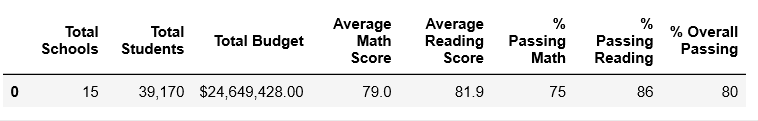 Total Schools Total Students Total Budget Average Math Score Average Reading Score % Passing Math % Passing Reading % Overall Passing
0 15 39,170 $24,649,428.00 79.0 81.9 75 86 80